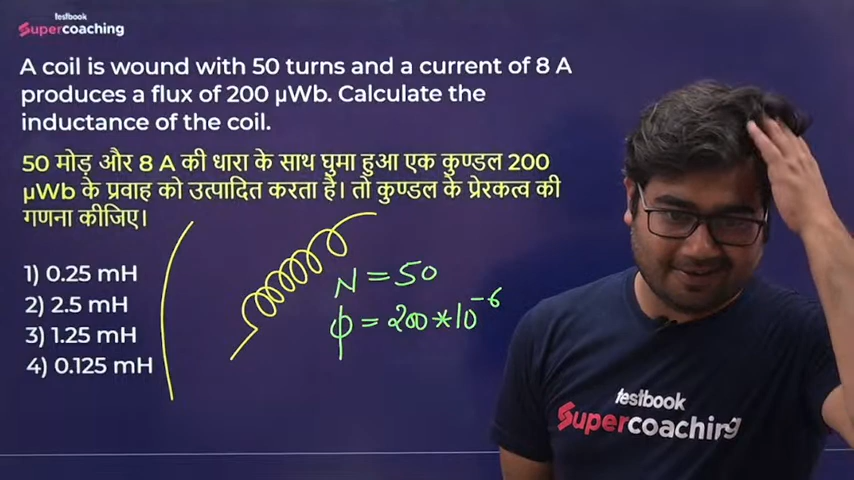 testbook
Supercoaching
A coil is wound with 50 turns and a current of 8 A
produces a flux of 200 µWb. Calculate the
inductance of the coil.
50 मोड़ और 8 A की धारा के साथ घुमा हुआ एक कुण्डल 200
µWb के प्रवाह को उत्पादित करता है। तो कुण्डल के प्रेरकत्व की
गणना कीजिए।
1) 0.25 mH
2) 2.5 mH
3) 1.25 mH
4) 0.125 mH
N = 50
ϕ = 200 * 10⁻⁶
testbook
Supercoaching